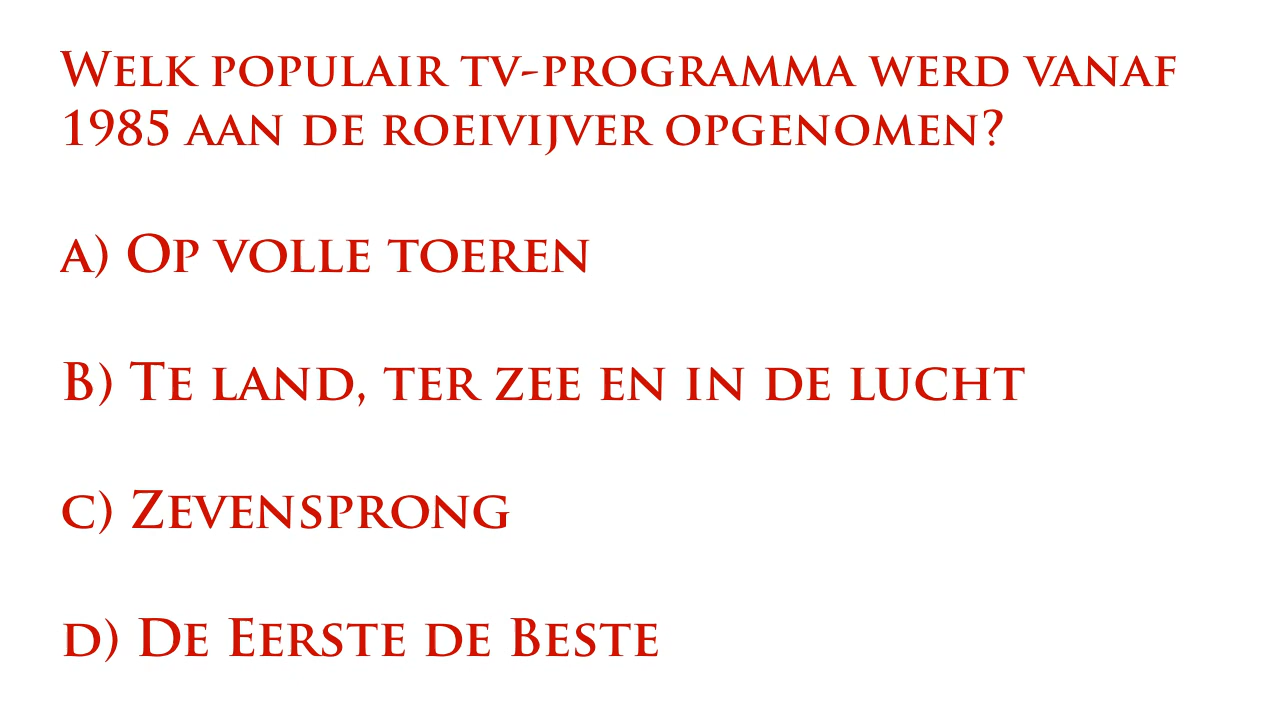 Welk populair tv-programma werd vanaf
1985 aan de roeivijver opgenomen?
a) Op volle toeren
B) Te land, ter zee en in de lucht
c) Zevensprong
d) De Eerste de Beste